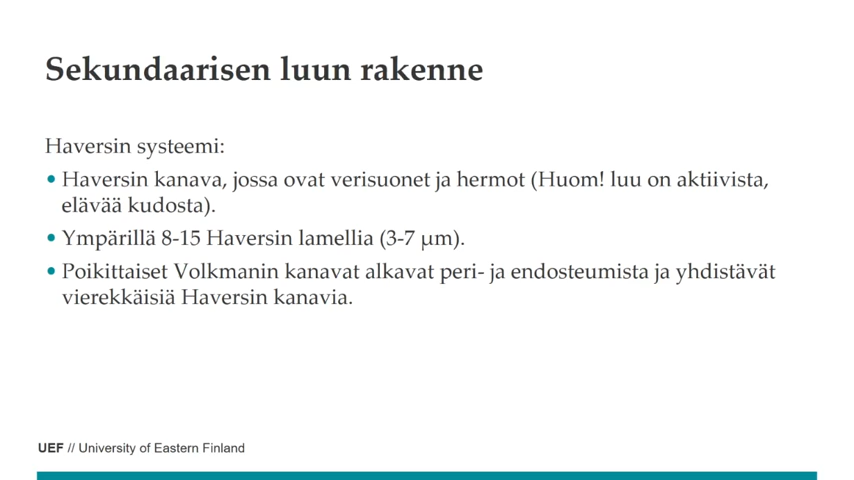 Sekundaarisen luun rakenne
Haversin systeemi:
• Haversin kanava, jossa ovat verisuonet ja hermot (Huom! luu on aktiivista,
elävää kudosta).
• Ympärillä 8-15 Haversin lamellia (3-7 μm).
• Poikittaiset Volkmanin kanavat alkavat peri- ja endosteumista ja yhdistävät
vierekkäisiä Haversin kanavia.
UEF // University of Eastern Finland